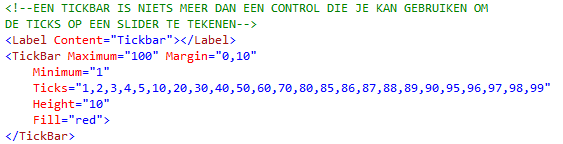 <!--EEN TICKBAR IS NIETS MEER DAN EEN CONTROL DIE JE KAN GEBRUIKEN OM
DE TICKS OP EEN SLIDER TE TEKENEN-->
<Label Content="Tickbar"></Label>
<TickBar Maximum="100" Margin="0,10"
    Minimum="1"
    Ticks="1,2,3,4,5,10,20,30,40,50,60,70,80,85,86,87,88,89,90,95,96,97,98,99"
    Height="10"
    Fill="red">
</TickBar>